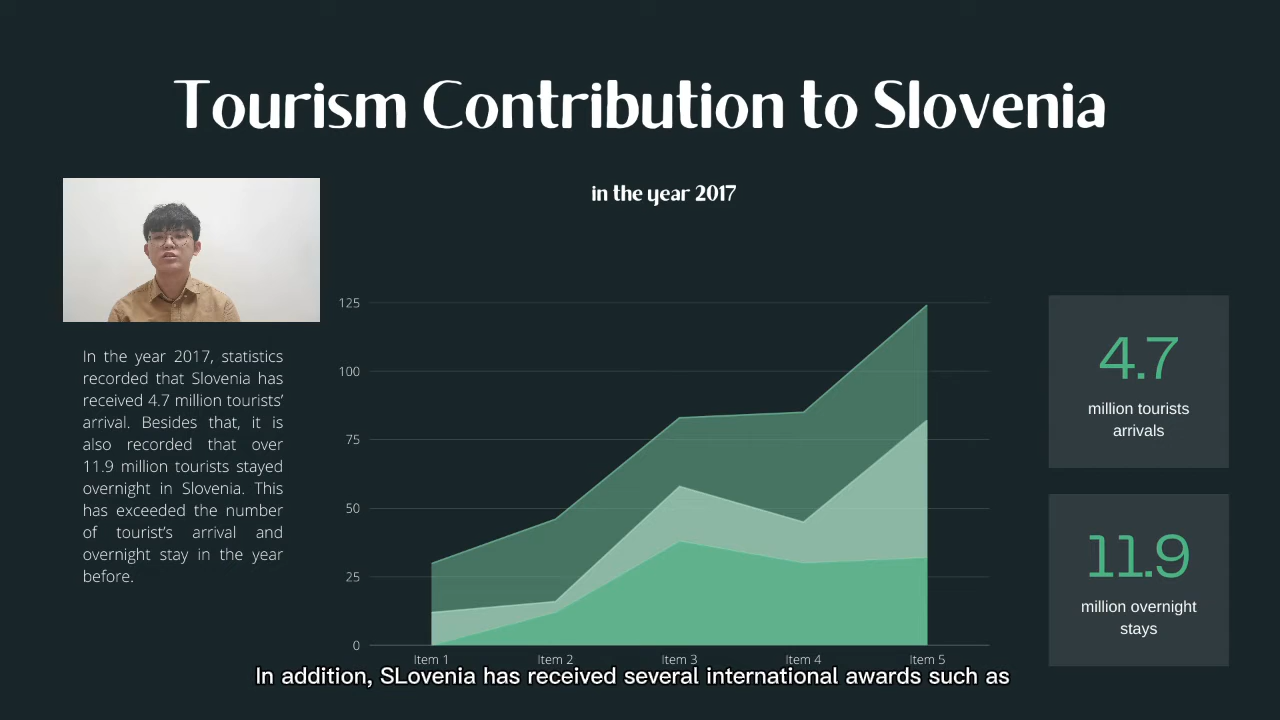 Tourism Contribution to Slovenia
in the year 2017
In the year 2017, statistics
recorded that Slovenia has
received 4.7 million tourists’
arrival. Besides that, it is
also recorded that over
11.9 million tourists stayed
overnight in Slovenia. This
has exceeded the number
of tourist’s arrival and
overnight stay in the year
before.
125
100
75
50
25
0
Item 1 Item 2 Item 3 Item 4 Item 5
4.7
million tourists
arrivals
11.9
million overnight
stays
In addition, SLovenia has received several international awards such as